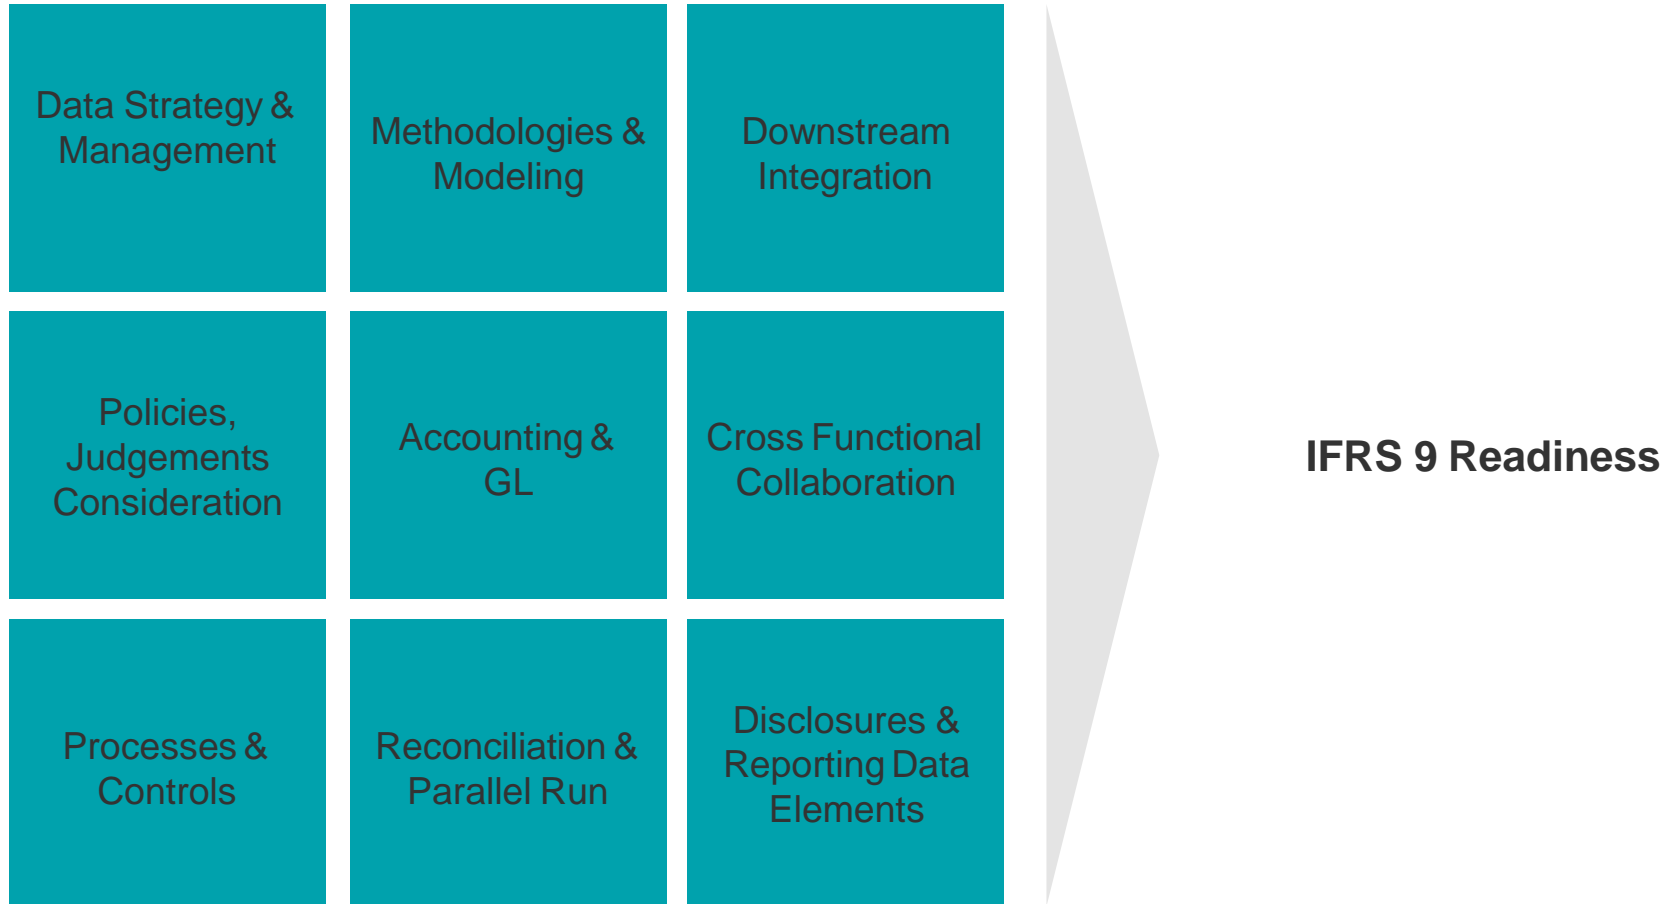 Data Strategy &
Management
Methodologies &
Modeling
Downstream
Integration
Policies,
Judgements
Consideration
Accounting &
GL
Cross Functional
Collaboration
IFRS 9 Readiness
Processes &
Controls
Reconciliation &
Parallel Run
Disclosures &
Reporting Data
Elements